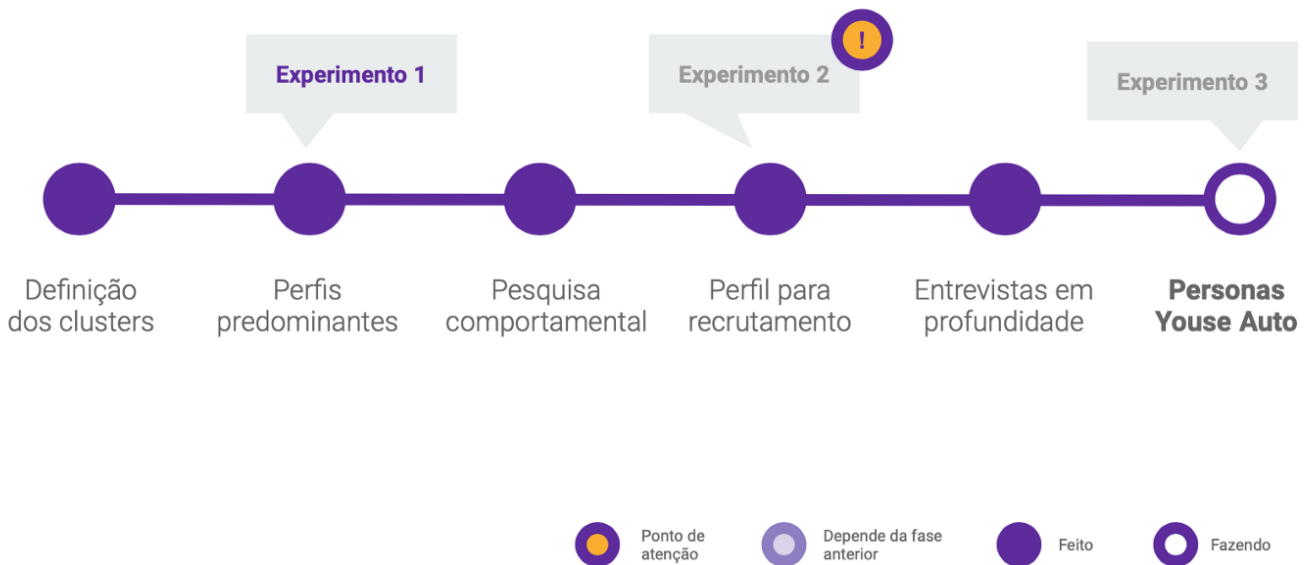 Experimento 1
Experimento 2
!
Experimento 3
Definição
dos clusters
Perfis
predominantes
Pesquisa
comportamental
Perfil para
recrutamento
Entrevistas em
profundidade
Personas
Youse Auto
Ponto de
atenção
Depende da fase
anterior
Feito
Fazendo